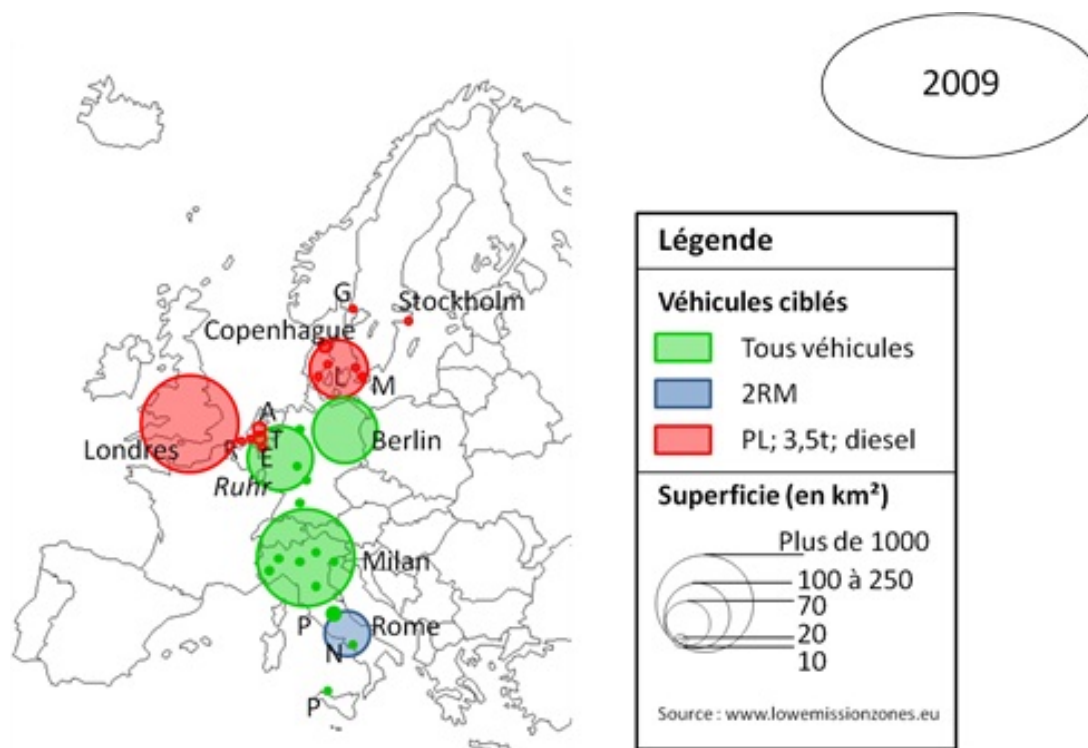 2009
G
Stockholm
Copenhague
L
M
A
Londres
R
T
E
Berlin
Ruhr
Milan
P
Rome
N
P
Légende
Véhicules ciblés
Tous véhicules
2RM
PL; 3,5t; diesel
Superficie (en km²)
Plus de 1000
100 à 250
70
20
10
Source : www.lowemissionzones.eu